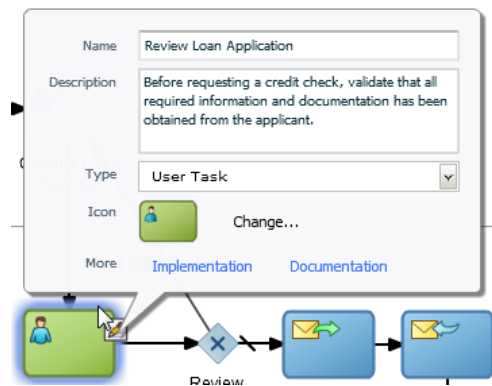 Name
Review Loan Application
Description
Before requesting a credit check, validate that all
required information and documentation has been
obtained from the applicant.
Type
User Task
Icon
Change...
More
Implementation
Documentation
Review